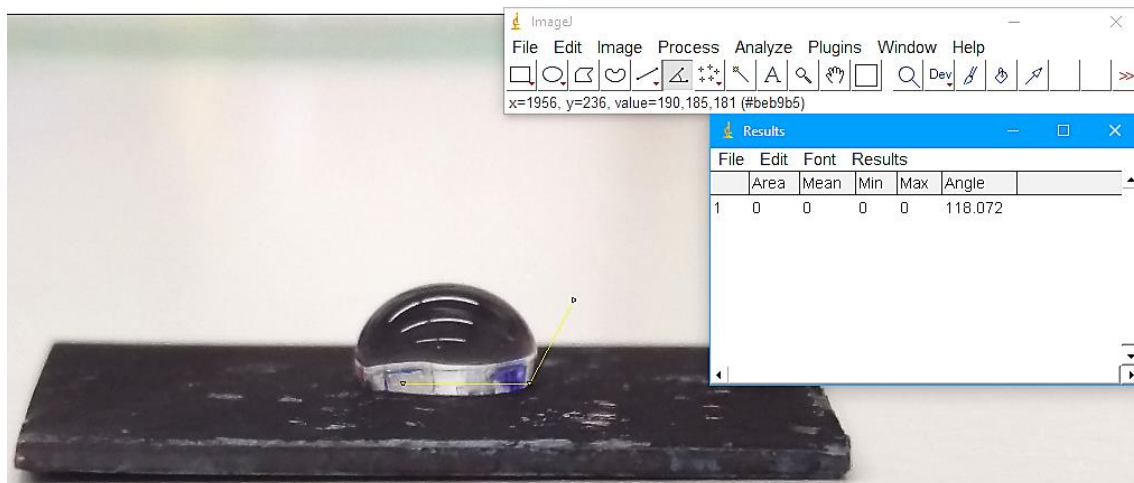 ImageJ
File Edit Image Process Analyze Plugins Window Help
A Dev >>
x=1956, y=236, value=190,185,181 (#beb9b5)
Results
File Edit Font Results
Area Mean Min Max Angle
1 0 0 0 0 118.072